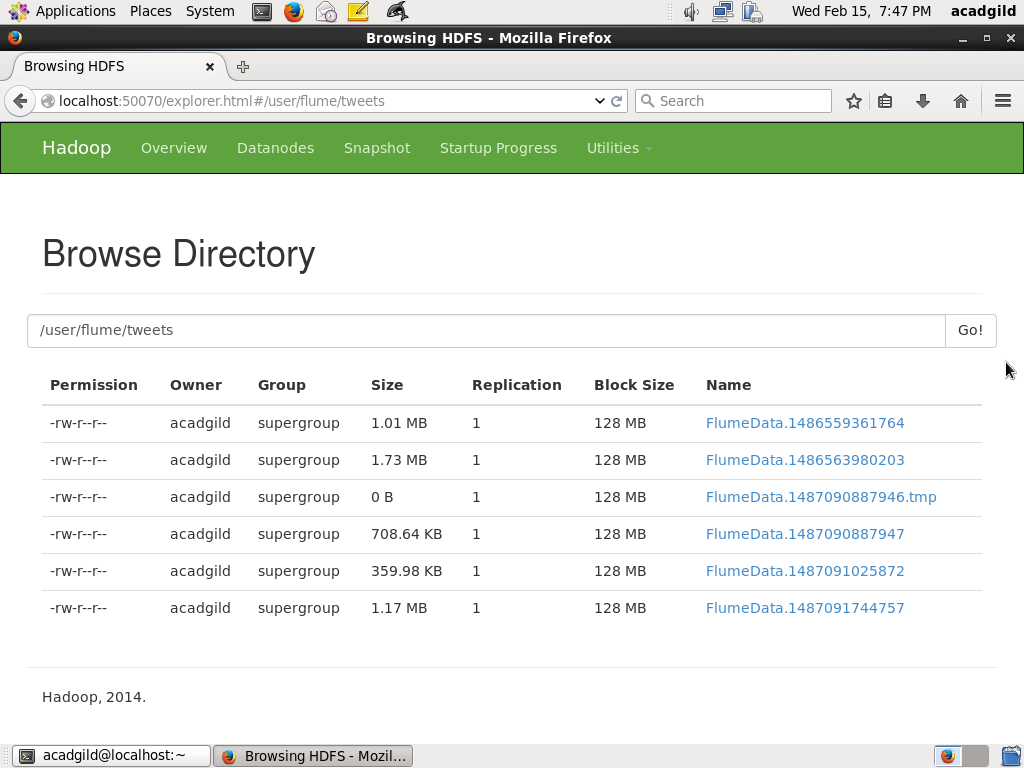 Applications Places System Wed Feb 15, 7:47 PM acadgild
Browsing HDFS - Mozilla Firefox
Browsing HDFS
localhost:50070/explorer.html#/user/flume/tweets Search
Hadoop Overview Datanodes Snapshot Startup Progress Utilities
Browse Directory
/user/flume/tweets Go!
Permission Owner Group Size Replication Block Size Name
-rw-r--r-- acadgild supergroup 1.01 MB 1 128 MB FlumeData.1486559361764
-rw-r--r-- acadgild supergroup 1.73 MB 1 128 MB FlumeData.1486563980203
-rw-r--r-- acadgild supergroup 0 B 1 128 MB FlumeData.1487090887946.tmp
-rw-r--r-- acadgild supergroup 708.64 KB 1 128 MB FlumeData.1487090887947
-rw-r--r-- acadgild supergroup 359.98 KB 1 128 MB FlumeData.1487091025872
-rw-r--r-- acadgild supergroup 1.17 MB 1 128 MB FlumeData.1487091744757
Hadoop, 2014.
acadgild@localhost:~ Browsing HDFS - Mozil...